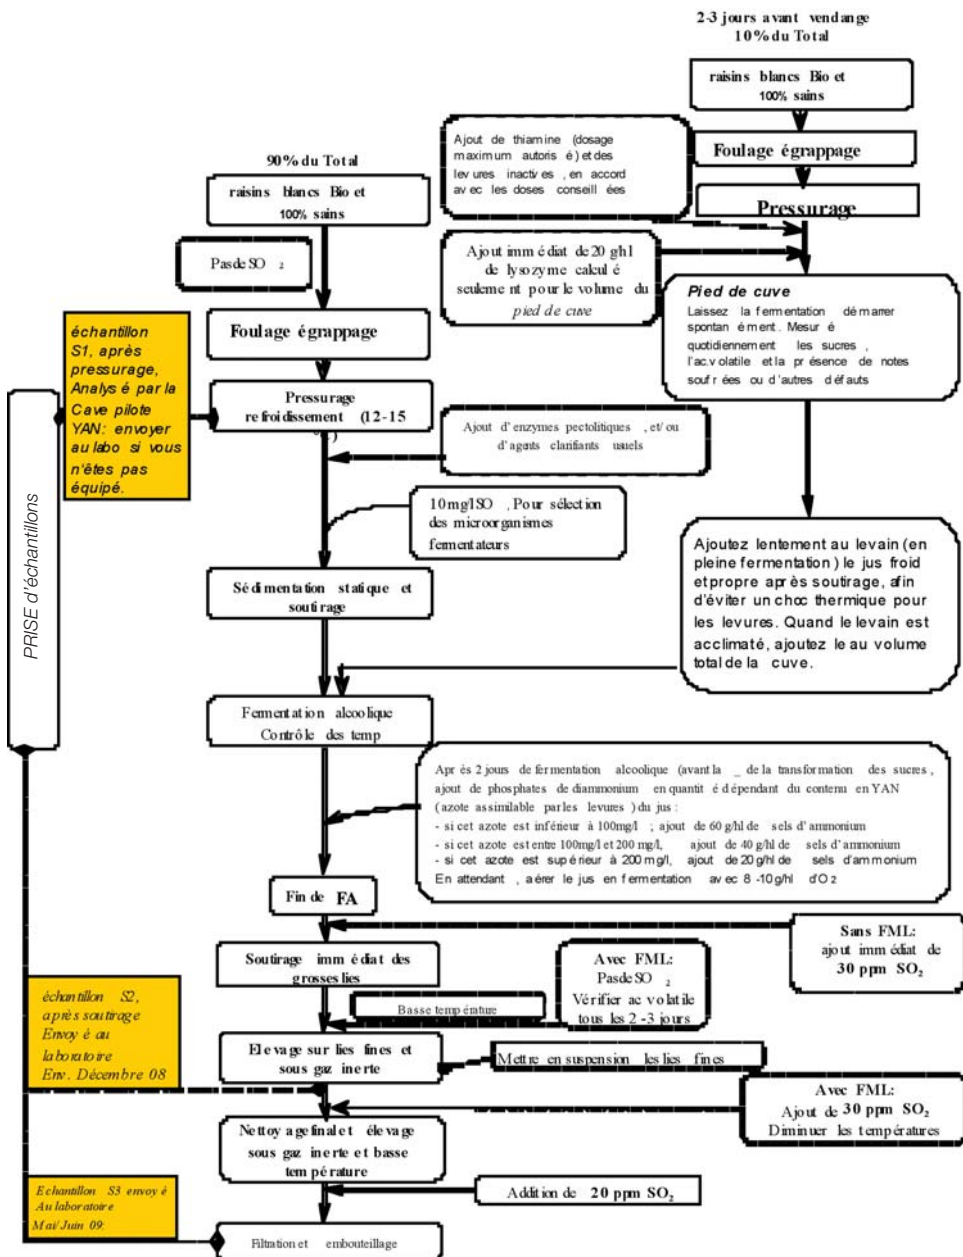 2-3 jours avant vendange
10% du Total
raisins blancs Bio et
100% sains
Foulage égrappage
Pressurage
Ajout de thiamine (dosage
maximum autorisé) et des
levures inactives, en accord
avec les doses conseillées
Ajout immédiat de 20 g/hl
de lysozyme calculé
seulement pour le volume du
pied de cuve
Pied de cuve
Laissez la fermentation démarrer
spontanément. Mesuré
quotidiennement les sucres,
l'ac.volatile et la présence de notes
soufrées ou d'autres défauts
Ajoutez lentement au levain (en
pleine fermentation) le jus froid
et propre après soutirage, afin
d'éviter un choc thermique pour
les levures. Quand le levain est
acclimaté, ajoutez le au volume
total de la cuve.
90% du Total
raisins blancs Bio et
100% sains
Pas de SO 2
Foulage égrappage
Pressurage
refroidissement (12-15
échantillon
S1, après
pressurage,
Analysé par la
Cave pilote
YAN: envoyer
au labo si vous
n'êtes pas
équipé.
PRISE d'échantillons
Ajout d'enzymes pectolitiques, et/ou
d'agents clarifiants usuels
10mg/lSO , Pour sélection
des microorganismes
fermentateurs
Sédimentation statique et
soutirage
Fermentation alcoolique
Contrôle des temp
Après 2 jours de fermentation alcoolique (avant la _ de la transformation des sucres,
ajout de phosphates de diammonium en quantité dépendant du contenu en YAN
(azote assimilable par les levures) du jus :
- si cet azote est inférieur à 100mg/l ; ajout de 60 g/hl de sels d'ammonium
- si cet azote est entre 100mg/l et 200 mg/l, ajout de 40 g/hl de sels d'ammonium
- si cet azote est supérieur à 200 mg/l, ajout de 20 g/hl de sels d'ammonium
En attendant, aérer le jus en fermentation avec 8-10g/hl d'O2
Fin de FA
Sans FML:
ajout immédiat de
30 ppm SO2
Soutirage immédiat des
grosses lies
Avec FML:
Pas de SO 2
Vérifier ac volatile
tous les 2-3 jours
Basse température
échantillon S2,
après soutirage
Envoyé au
laboratoire
Env. Décembre 08
Elevage sur lies fines et
sous gaz inerte
Mettre en suspension les lies fines
Avec FML:
Ajout de 30 ppm SO2
Diminuer les températures
Nettoyage final et élevage
sous gaz inerte et basse
température
Addition de 20 ppm SO2
Echantillon S3 envoyé
Au laboratoire
Mai/Juin 09:
Filtration et embouteillage